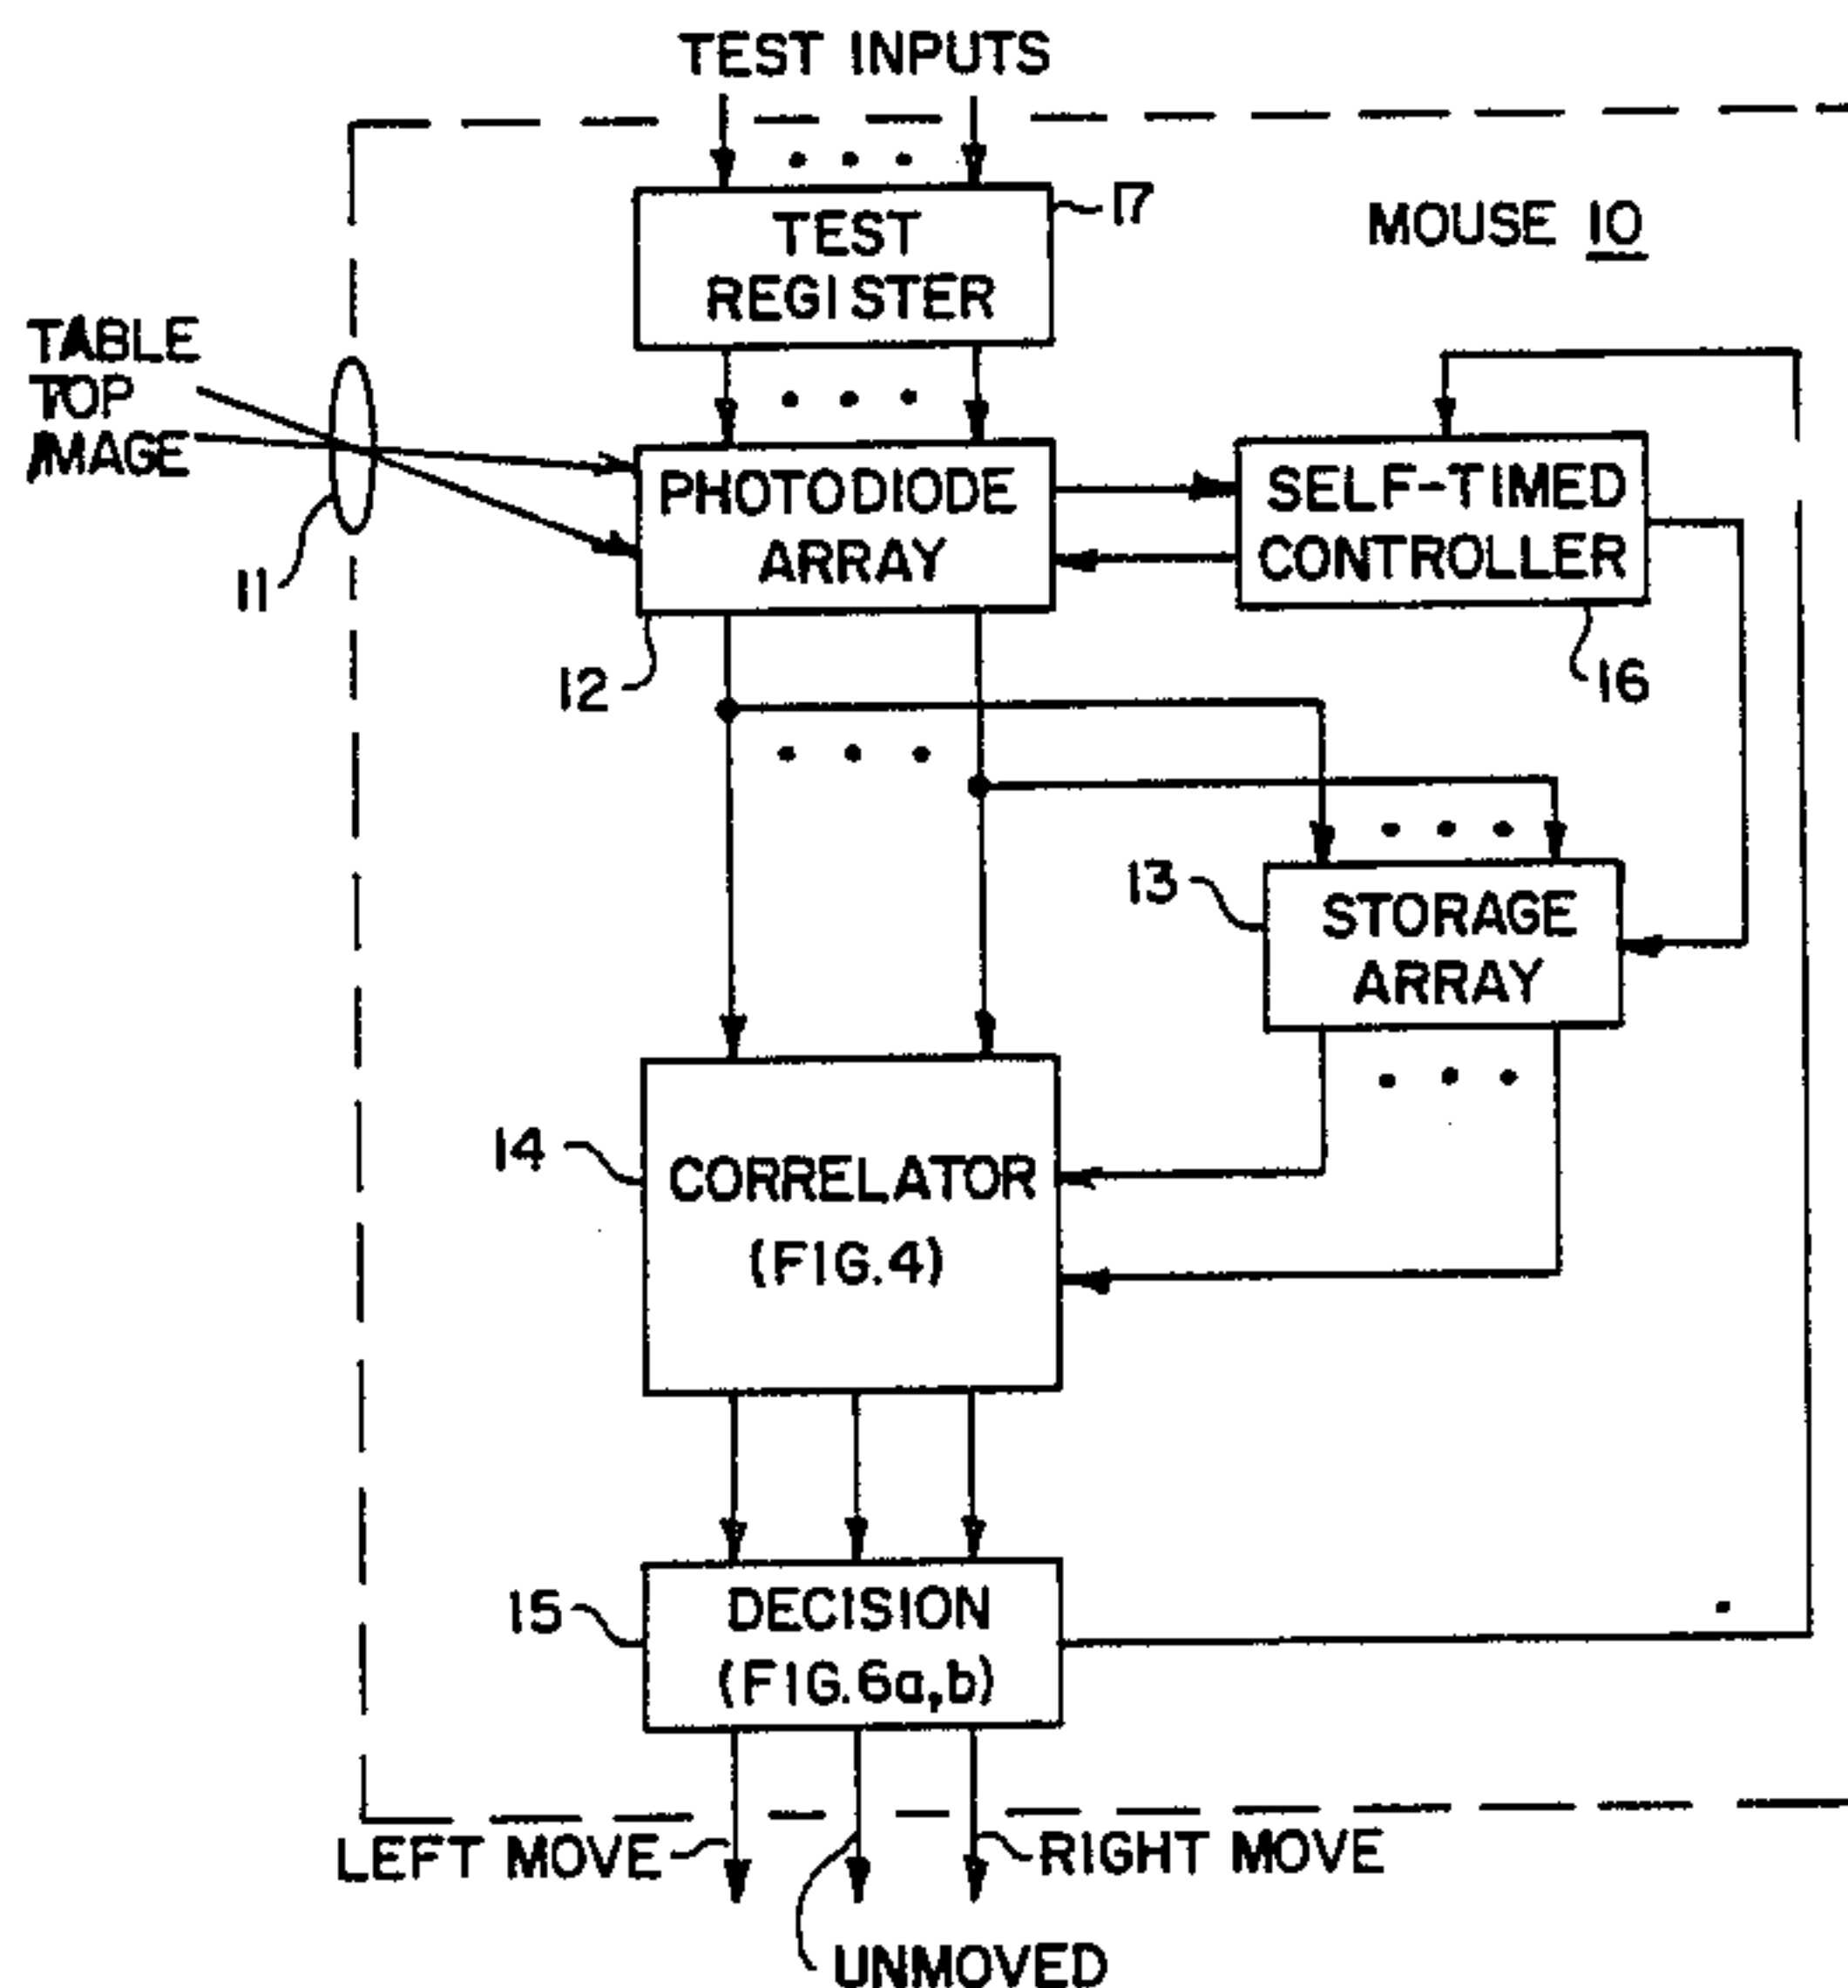 TEST INPUTS
TEST
REGISTER
17
MOUSE 10
TABLE
TOP
IMAGE
11
PHOTODIODE
ARRAY
12
SELF-TIMED
CONTROLLER
16
13
STORAGE
ARRAY
14
CORRELATOR
(FIG.4)
15
DECISION
(FIG.6a,b)
LEFT MOVE
RIGHT MOVE
UNMOVED